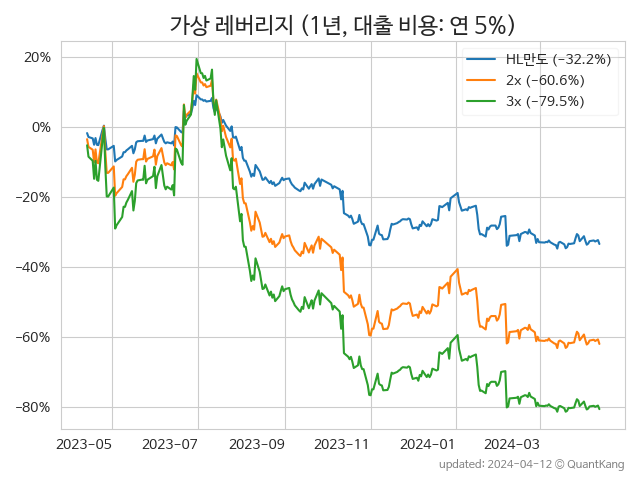 가상 레버리지 (1년, 대출 비용: 연 5%)
HL만도 (−32.2%)
2x (−60.6%)
3x (−79.5%)
20%
0%
−20%
−40%
−60%
−80%
2023-05 2023-07 2023-09 2023-11 2024-01 2024-03
updated: 2024-04-12 © QuantKang